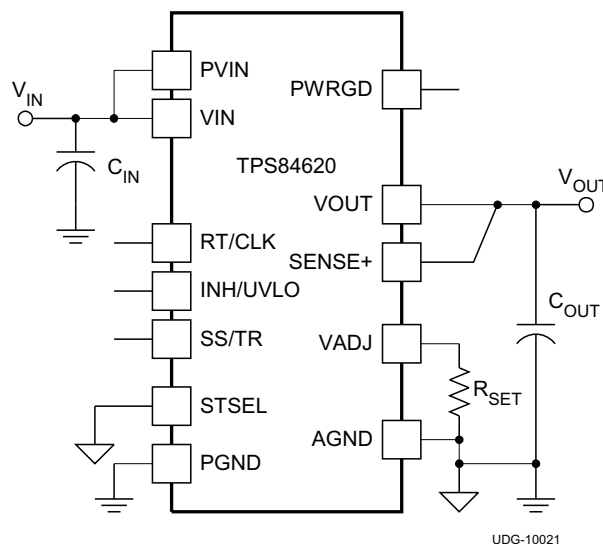 PVIN
PWRGD
V_IN
VIN
TPS84620
C_IN
VOUT
V_OUT
RT/CLK
SENSE+
INH/UVLO
C_OUT
SS/TR
VADJ
R_SET
STSEL
AGND
PGND
UDG-10021